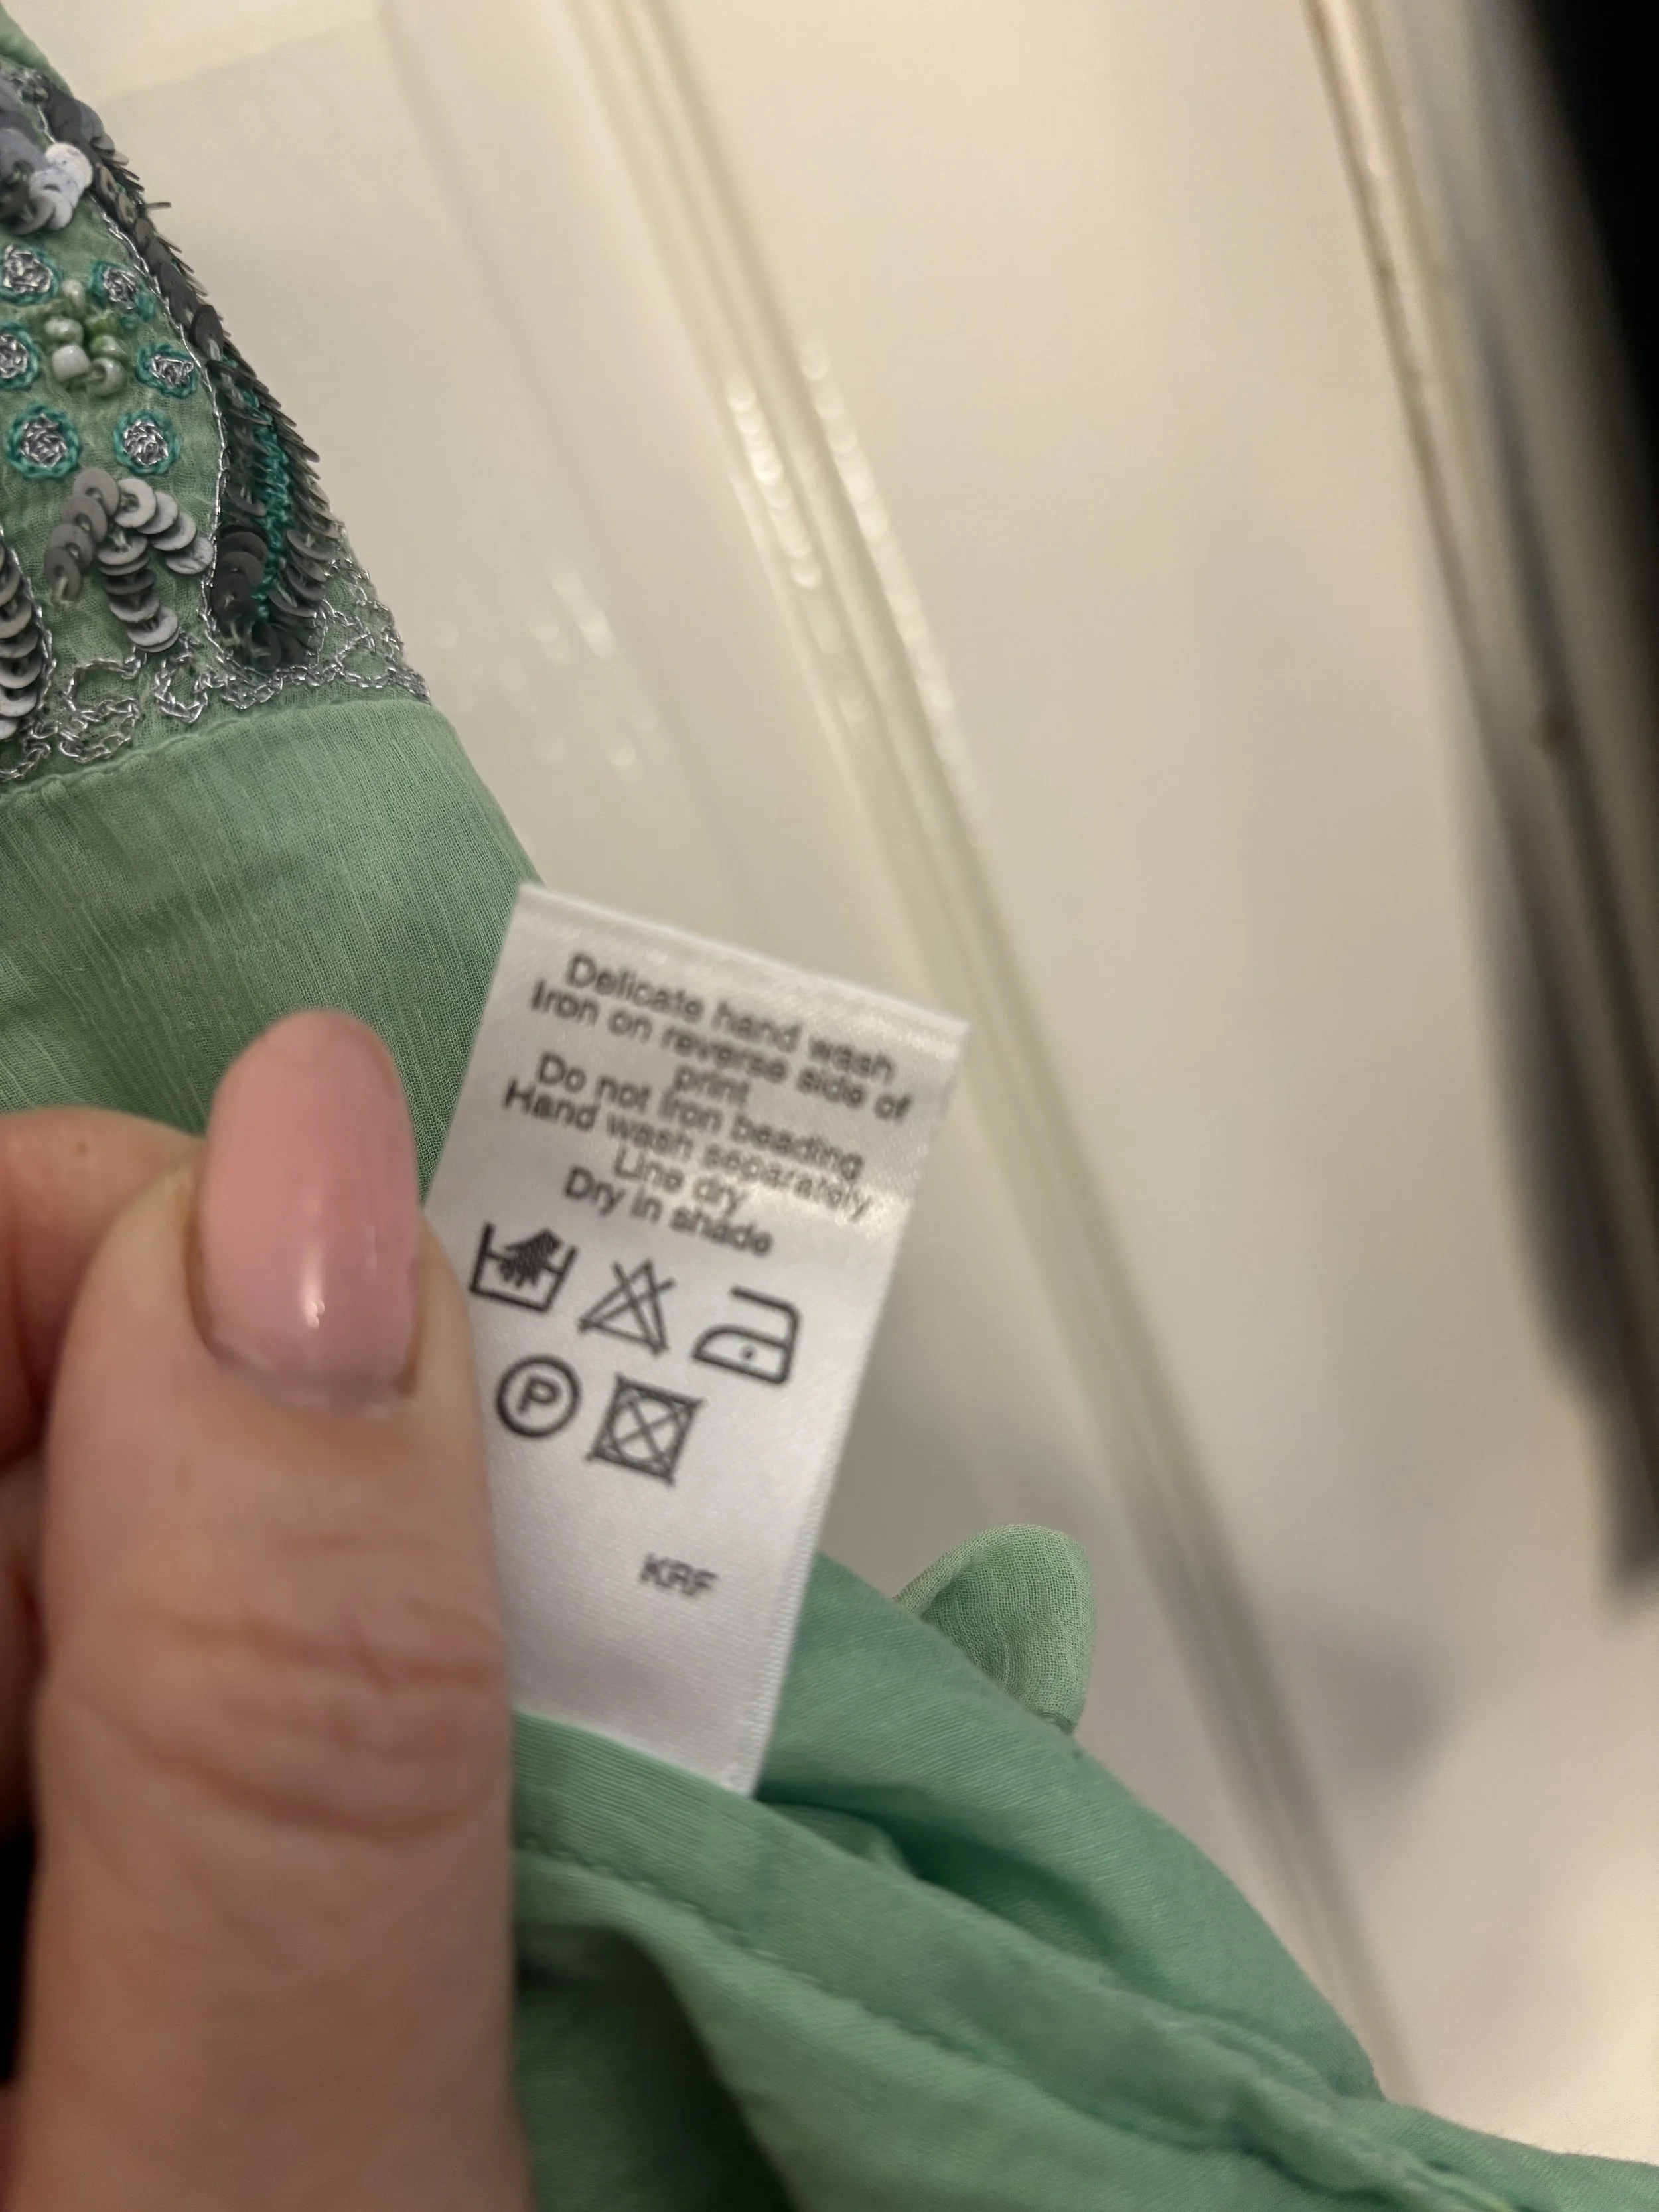 Delicate hand wash
Iron on reverse side of
print
Do not iron beading
Hand wash separately
Line dry
Dry in shade
P
KRF